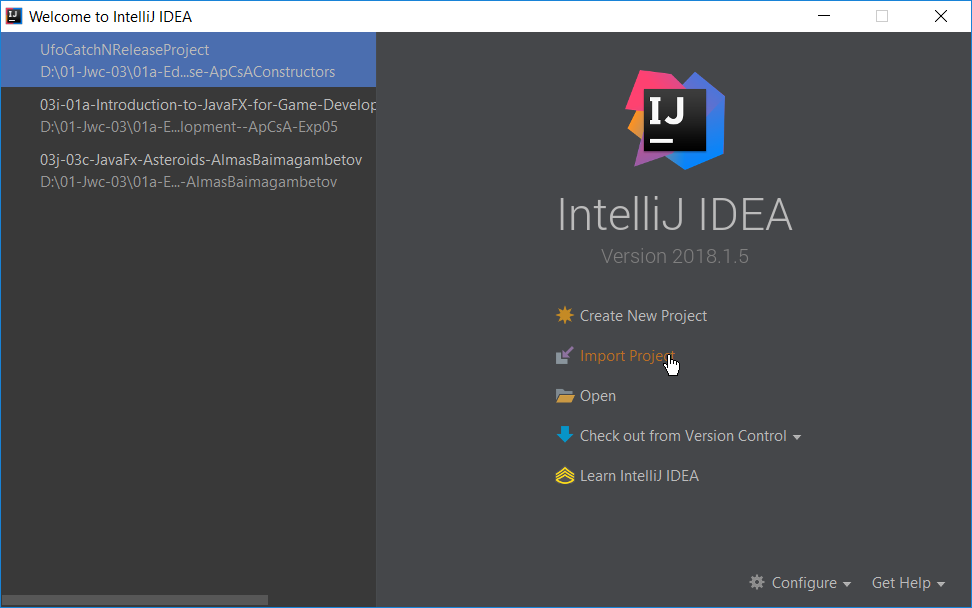 Welcome to IntelliJ IDEA
UfoCatchNReleaseProject
D:\01-Jwc-03\01a-Ed...se-ApCsAConstructors
03i-01a-Introduction-to-JavaFX-for-Game-Develop
D:\01-Jwc-03\01a-E...lopment--ApCsA-Exp05
03j-03c-JavaFx-Asteroids-AlmasBaimagambetov
D:\01-Jwc-03\01a-E...-AlmasBaimagambetov
IJ
IntelliJ IDEA
Version 2018.1.5
Create New Project
Import Project
Open
Check out from Version Control
Learn IntelliJ IDEA
Configure
Get Help